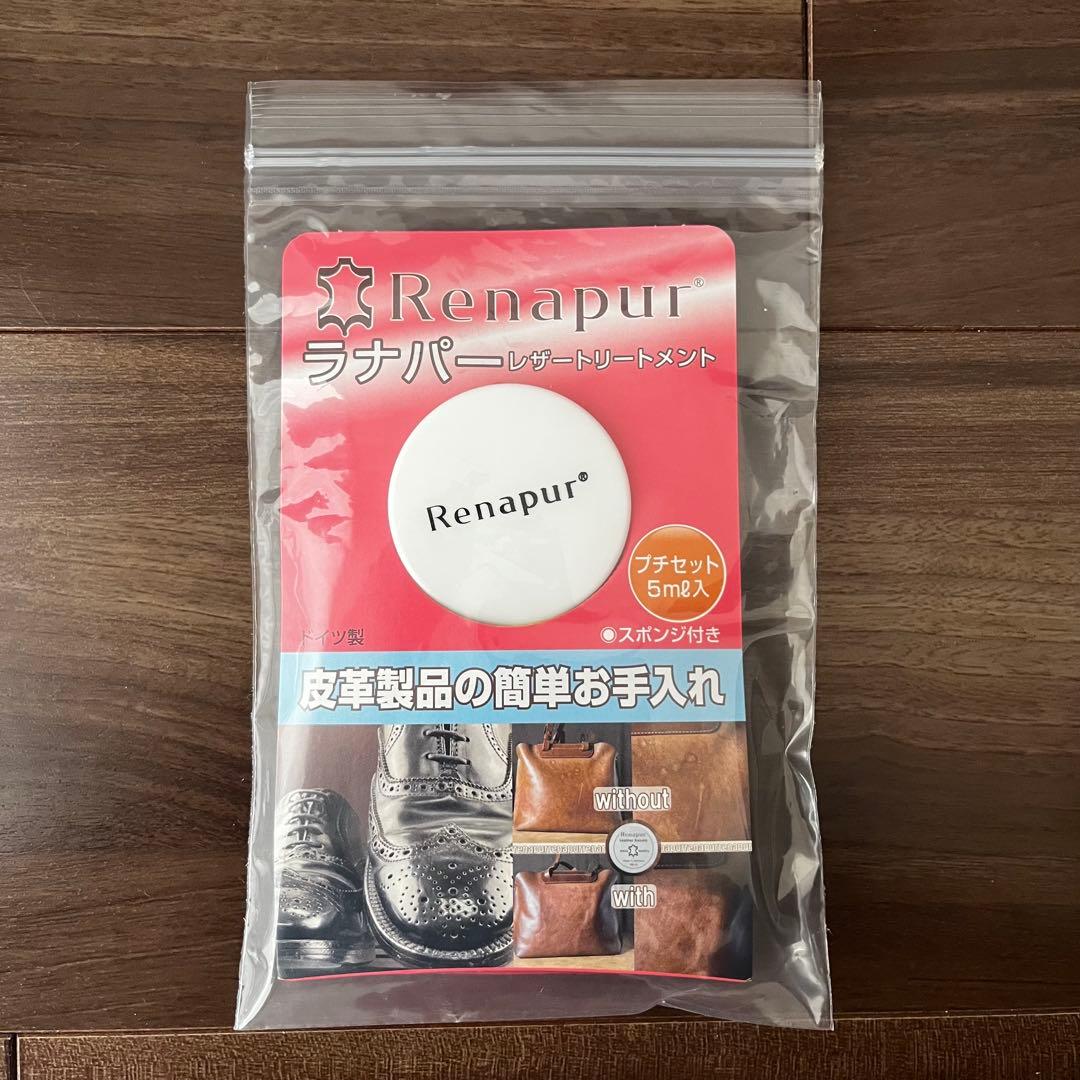 Renapur®
ラナパーレザートリートメント
Renapur®
プチセット
5mℓ入
ドイツ製
◉スポンジ付き
皮革製品の簡単お手入れ
without
Renapur
renapurrenapurrenapur
with